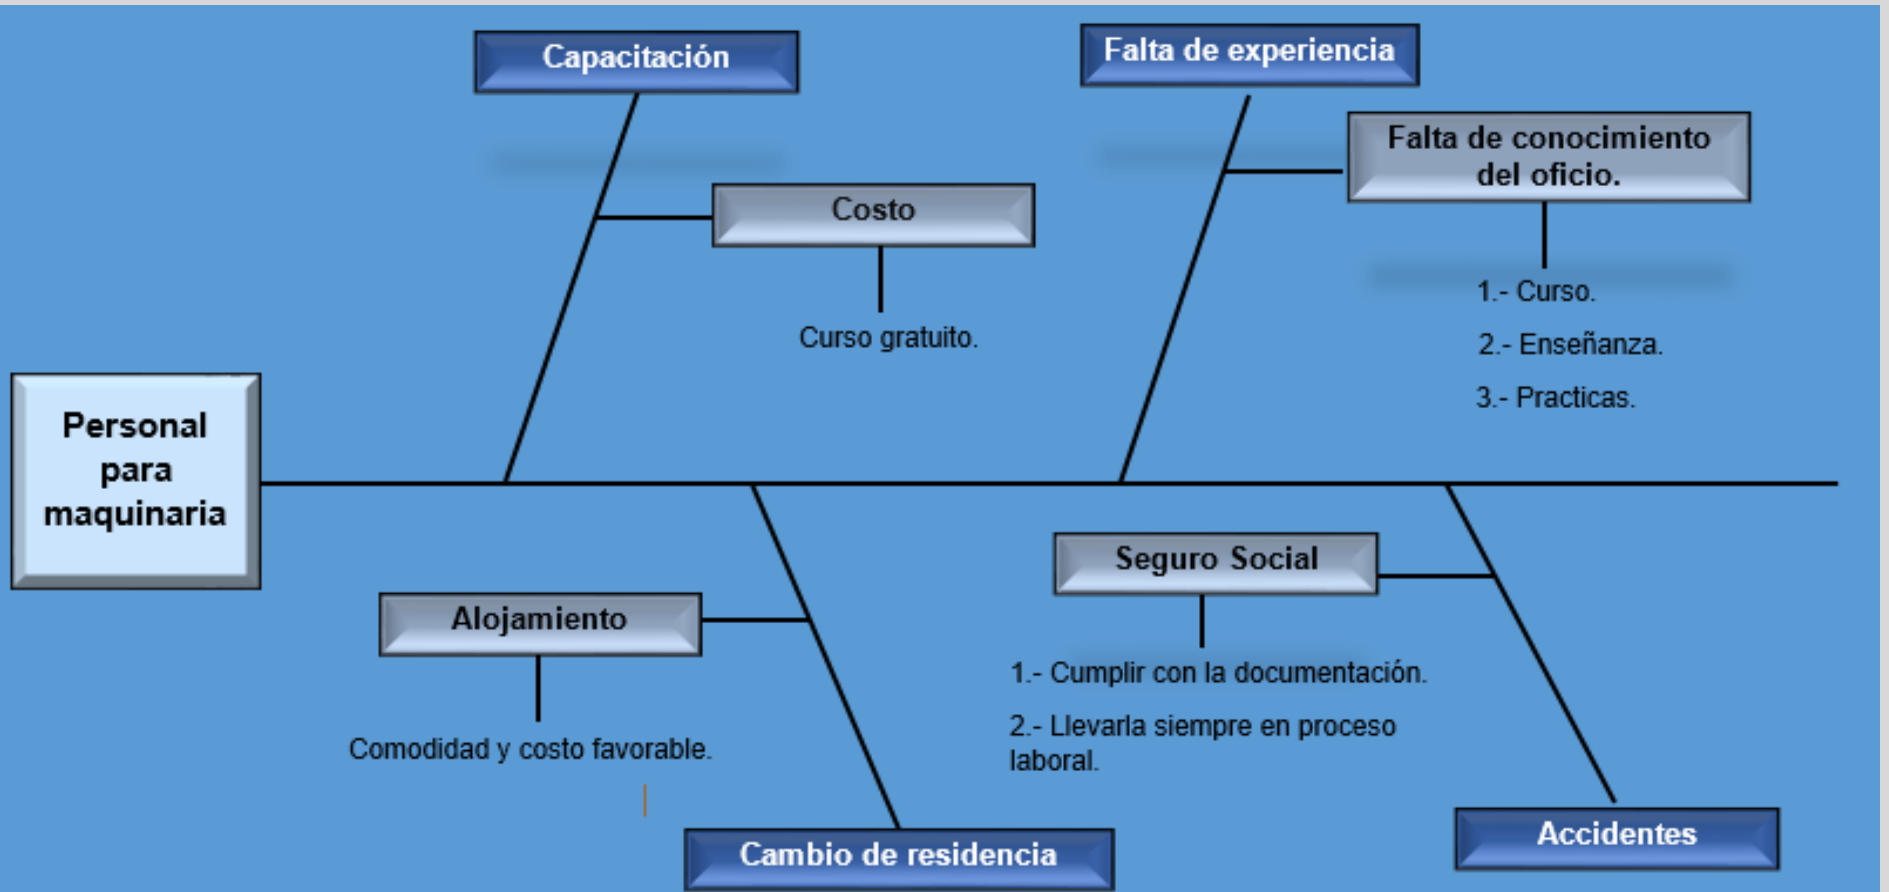 Capacitación
Falta de experiencia
Falta de conocimiento
del oficio.
Costo
1.- Curso.
Curso gratuito.
2.- Enseñanza.
3.- Practicas.
Personal
para
maquinaria
Seguro Social
Alojamiento
1.- Cumplir con la documentación.
2.- Llevarla siempre en proceso
laboral.
Comodidad y costo favorable.
Accidentes
Cambio de residencia